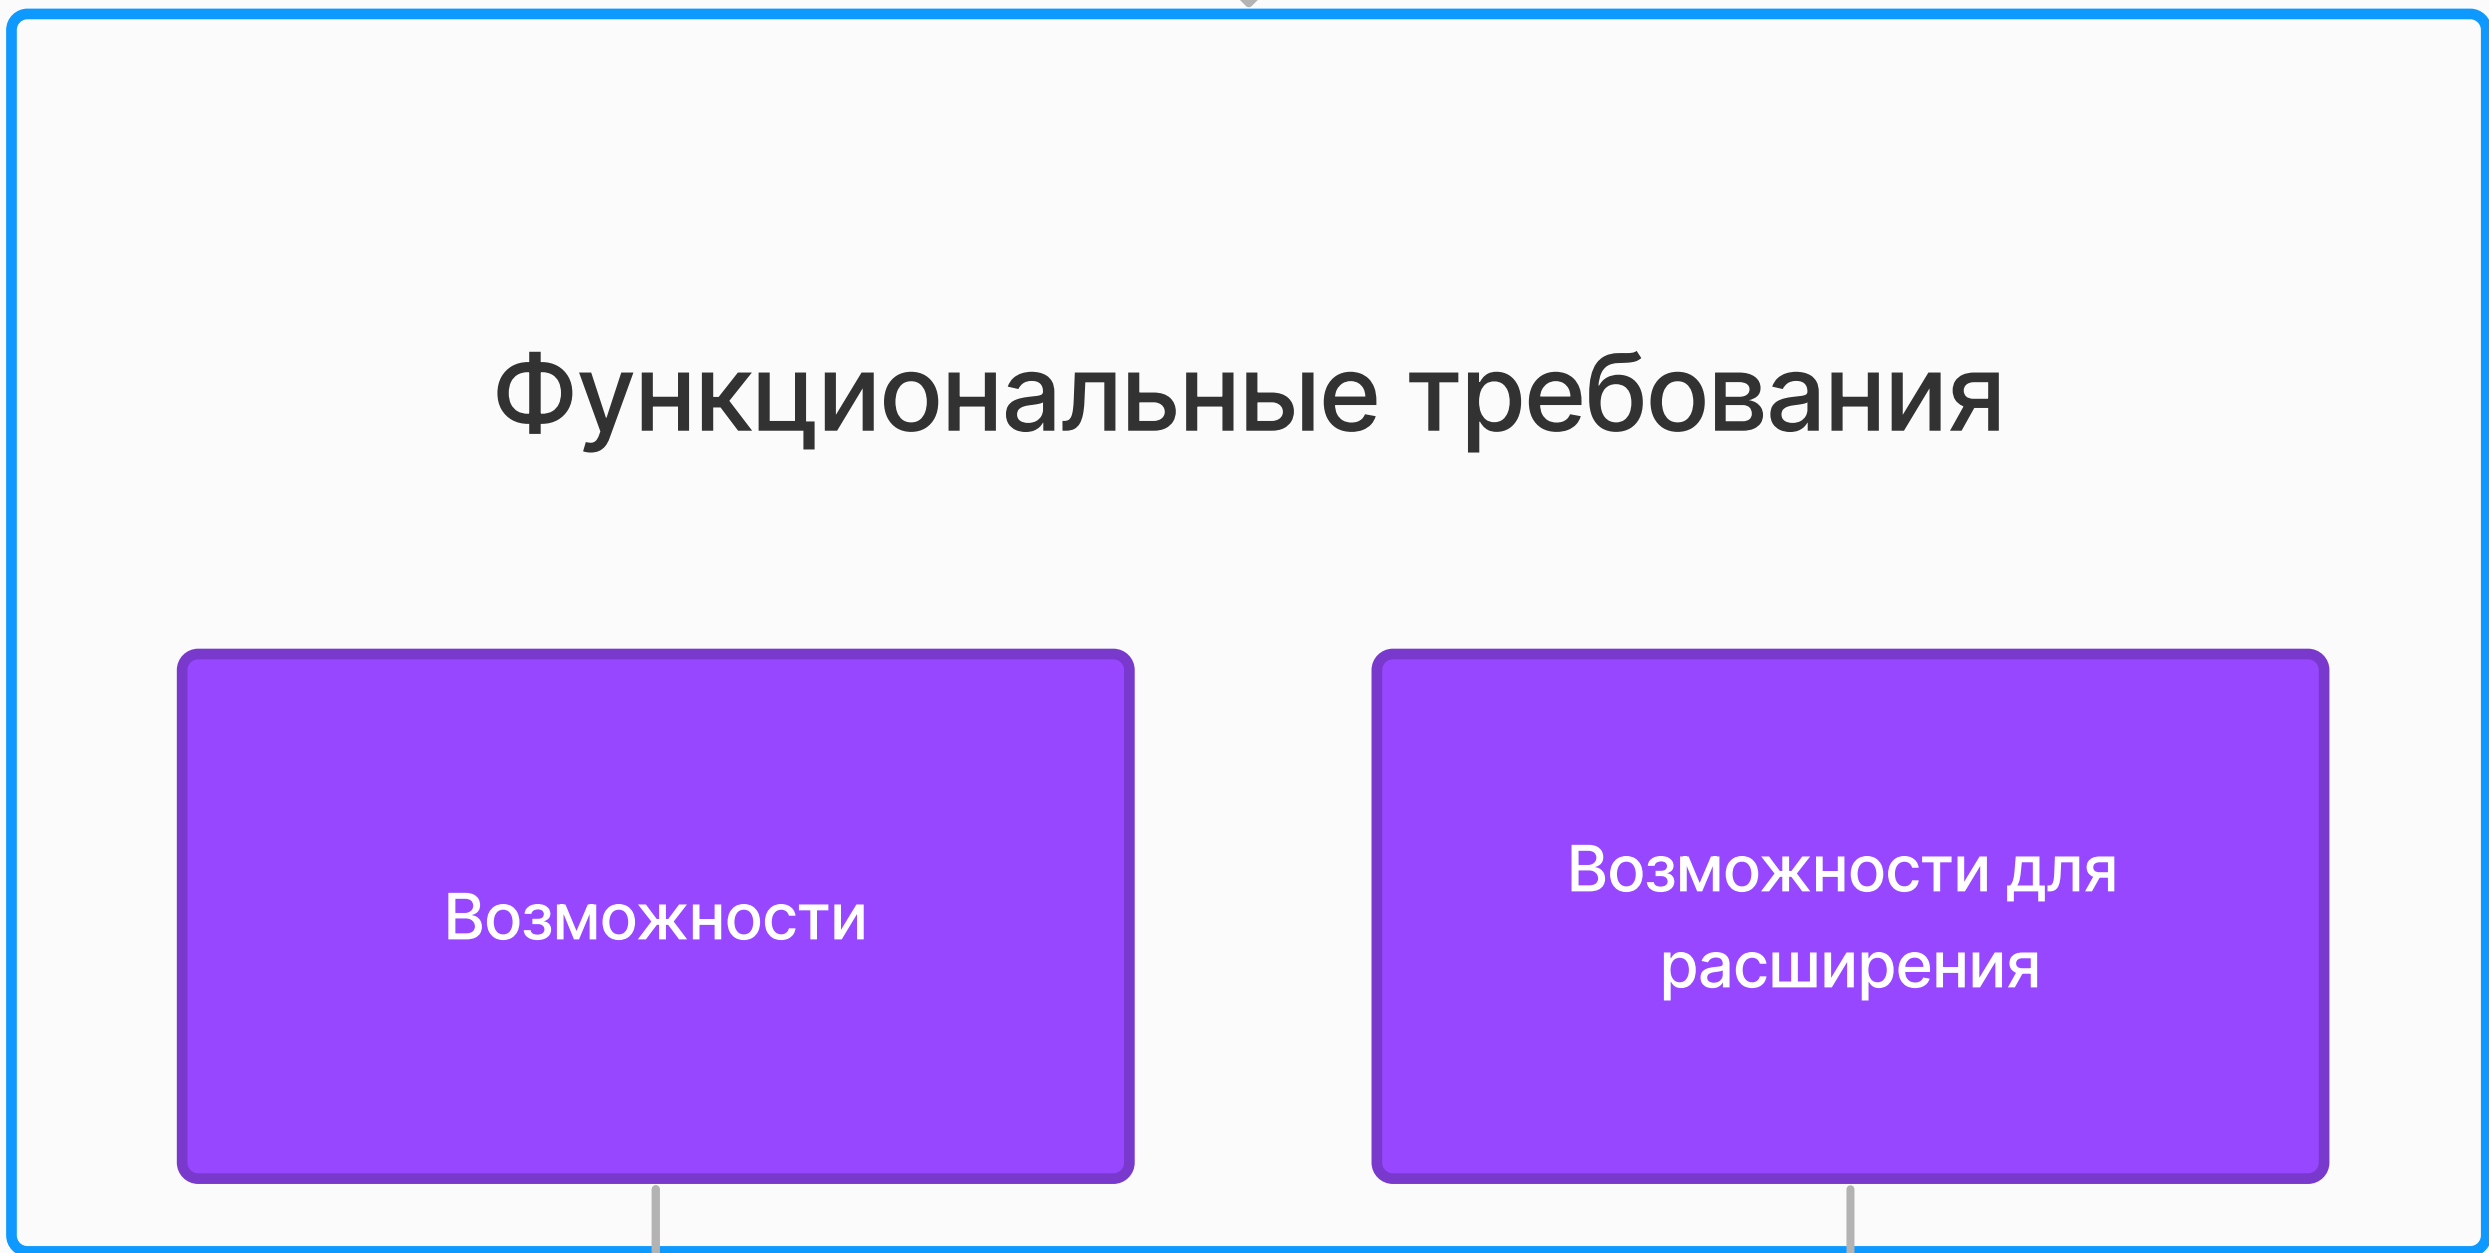 Функциональные требования
Возможности
Возможности для
расширения